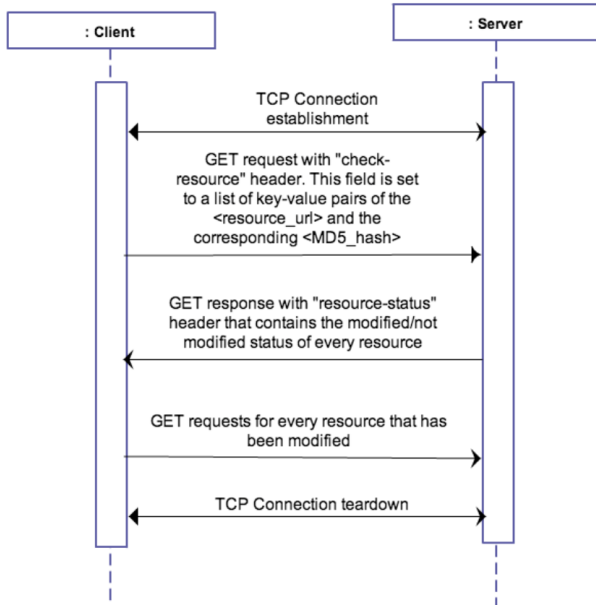 : Client
: Server
TCP Connection
establishment
GET request with "check-
resource" header. This field is set
to a list of key-value pairs of the
<resource_url> and the
corresponding <MD5_hash>
GET response with "resource-status"
header that contains the modified/not
modified status of every resource
GET requests for every resource that has
been modified
TCP Connection teardown